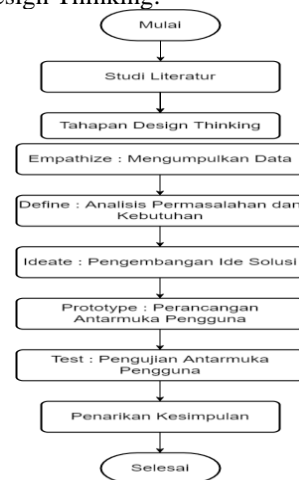 Design Thinking.
Mulai
Studi Literatur
Tahapan Design Thinking
Empathize : Mengumpulkan Data
Define : Analisis Permasalahan dan
Kebutuhan
Ideate : Pengembangan Ide Solusi
Prototype : Perancangan
Antarmuka Pengguna
Test : Pengujian Antarmuka
Pengguna
Penarikan Kesimpulan
Selesai